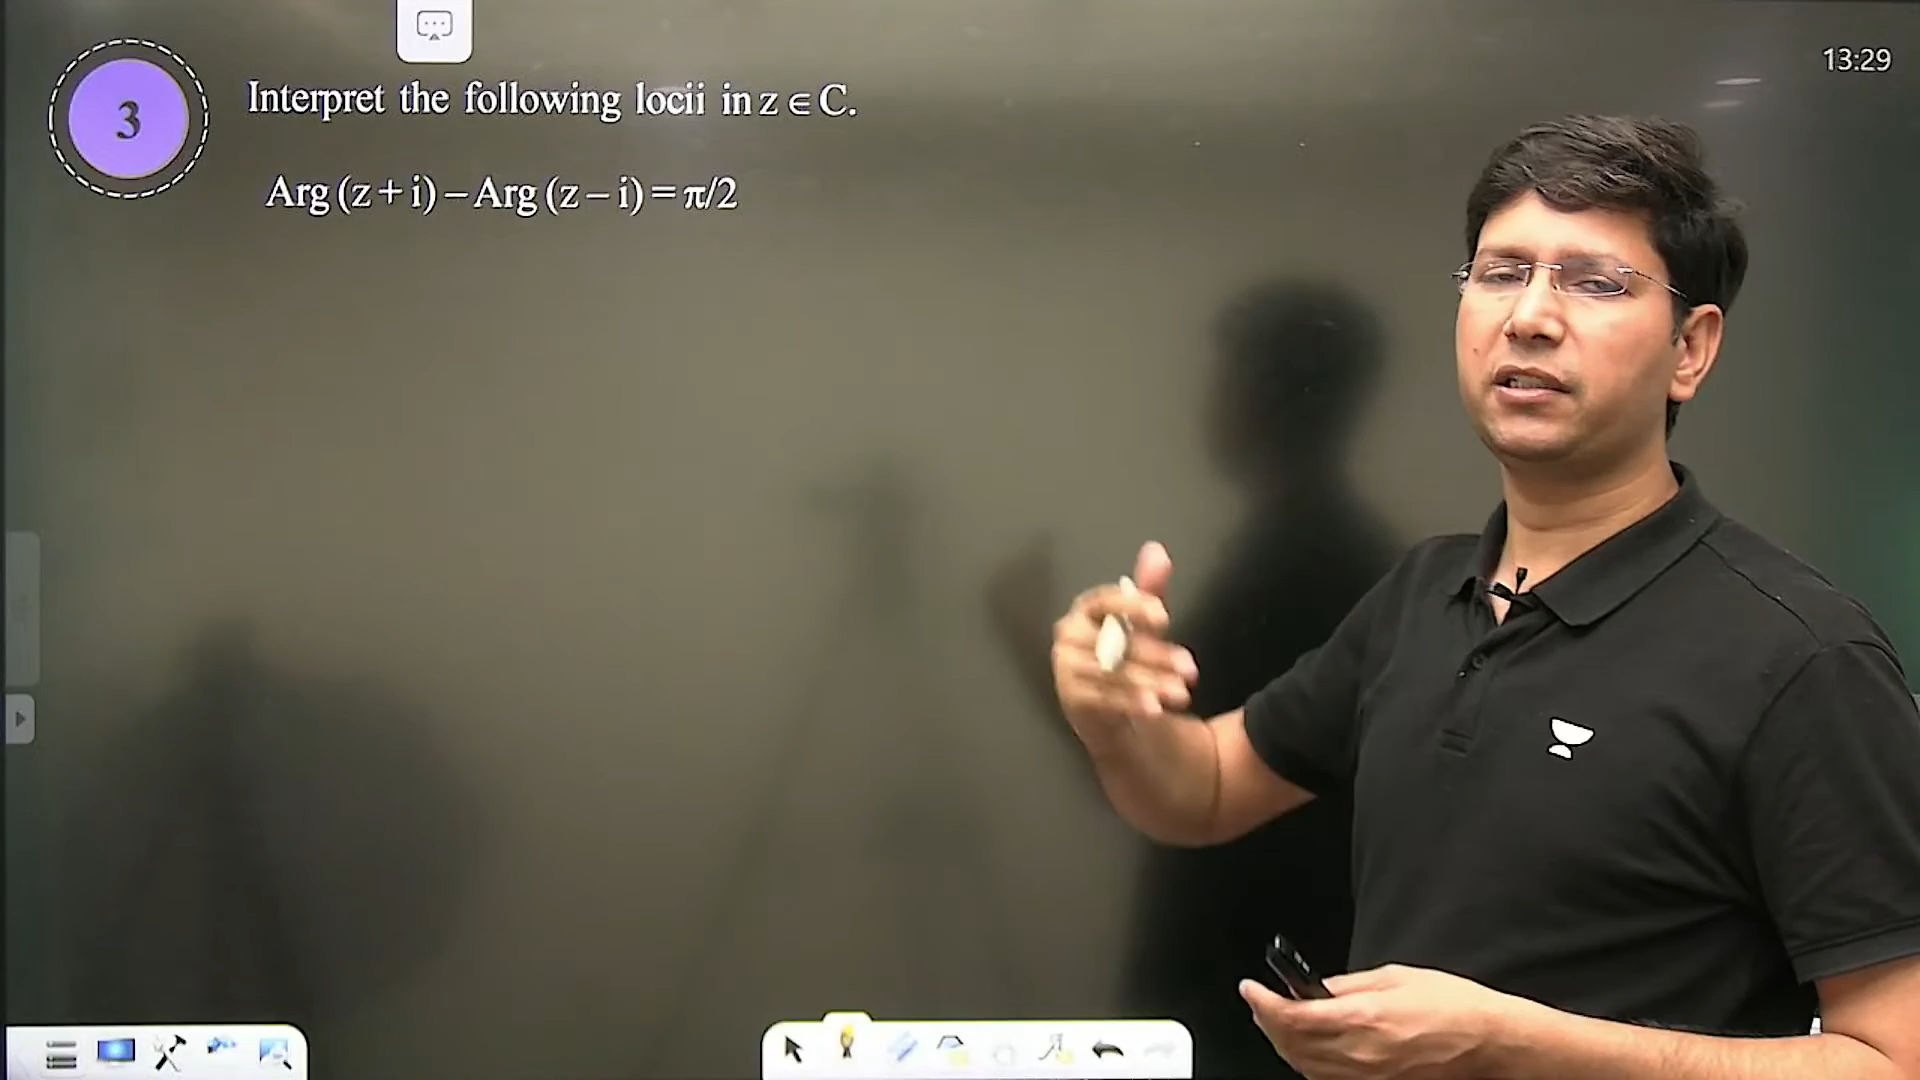 3
Interpret the following locii in z ∈ C.
Arg (z + i) – Arg (z – i) = π/2
13:29